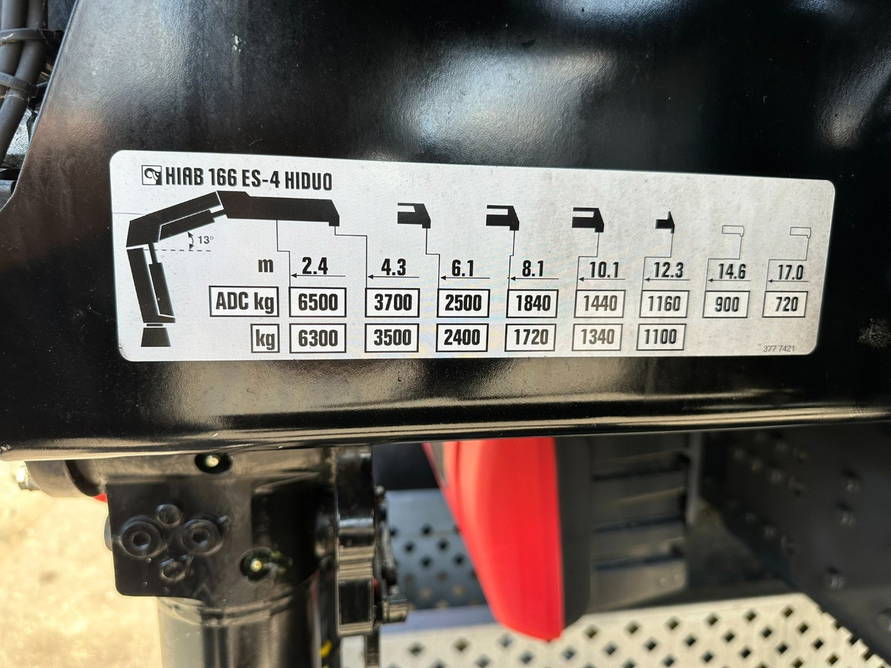 HIAB 166 ES-4 HIDUO
13°
m 2.4 4.3 6.1 8.1 10.1 12.3 14.6 17.0
ADC kg 6500 3700 2500 1840 1440 1160 900 720
kg 6300 3500 2400 1720 1340 1100
377 7421